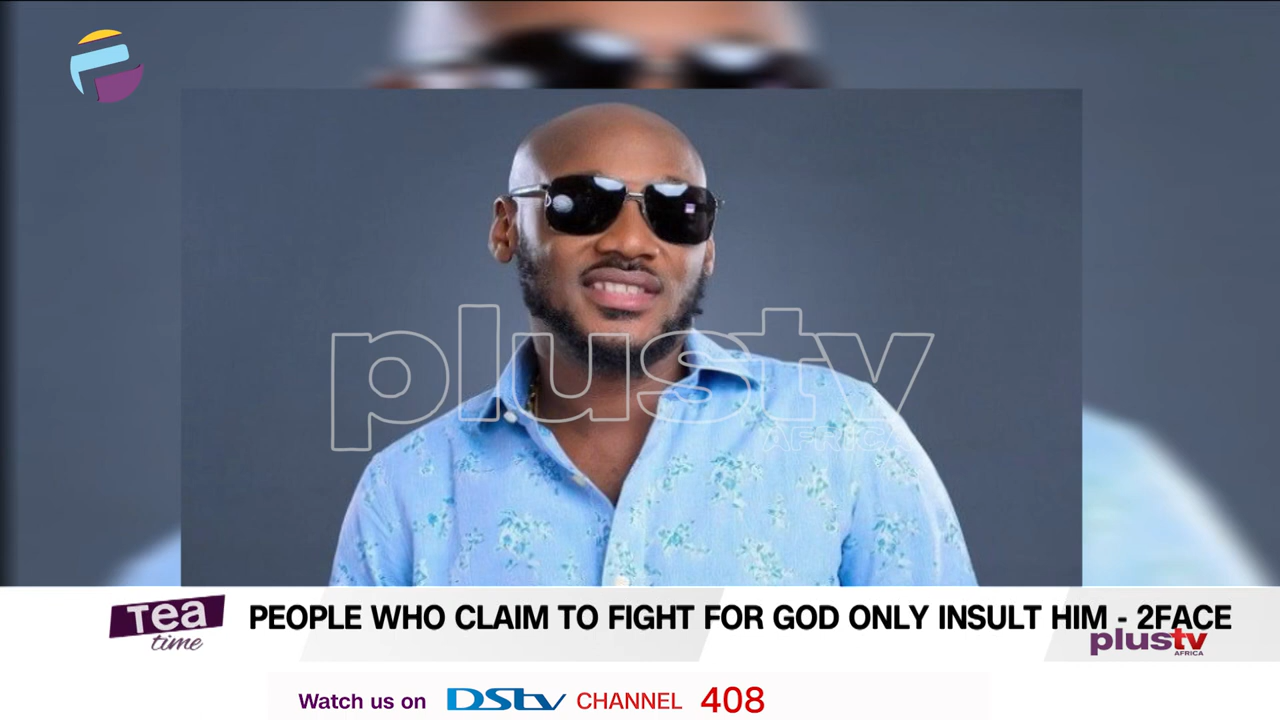 plustv
AFRICA
Tea
time
PEOPLE WHO CLAIM TO FIGHT FOR GOD ONLY INSULT HIM - 2FACE
plustv
AFRICA
Watch us on DStv CHANNEL 408